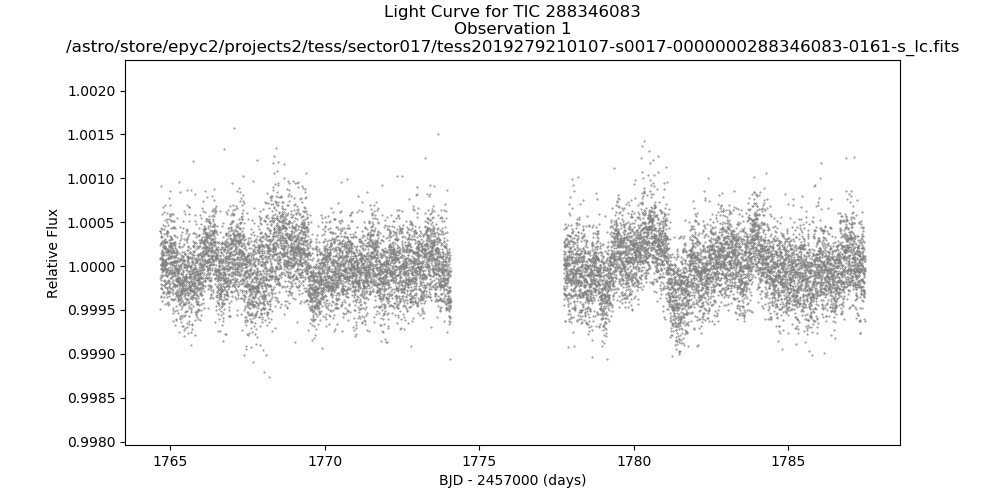 Light Curve for TIC 288346083
Observation 1
/astro/store/epyc2/projects2/tess/sector017/tess2019279210107-s0017-0000000288346083-0161-s_lc.fits
1.0020
1.0015
1.0010
1.0005
1.0000
0.9995
0.9990
0.9985
0.9980
Relative Flux
1765
1770
1775
1780
1785
BJD - 2457000 (days)